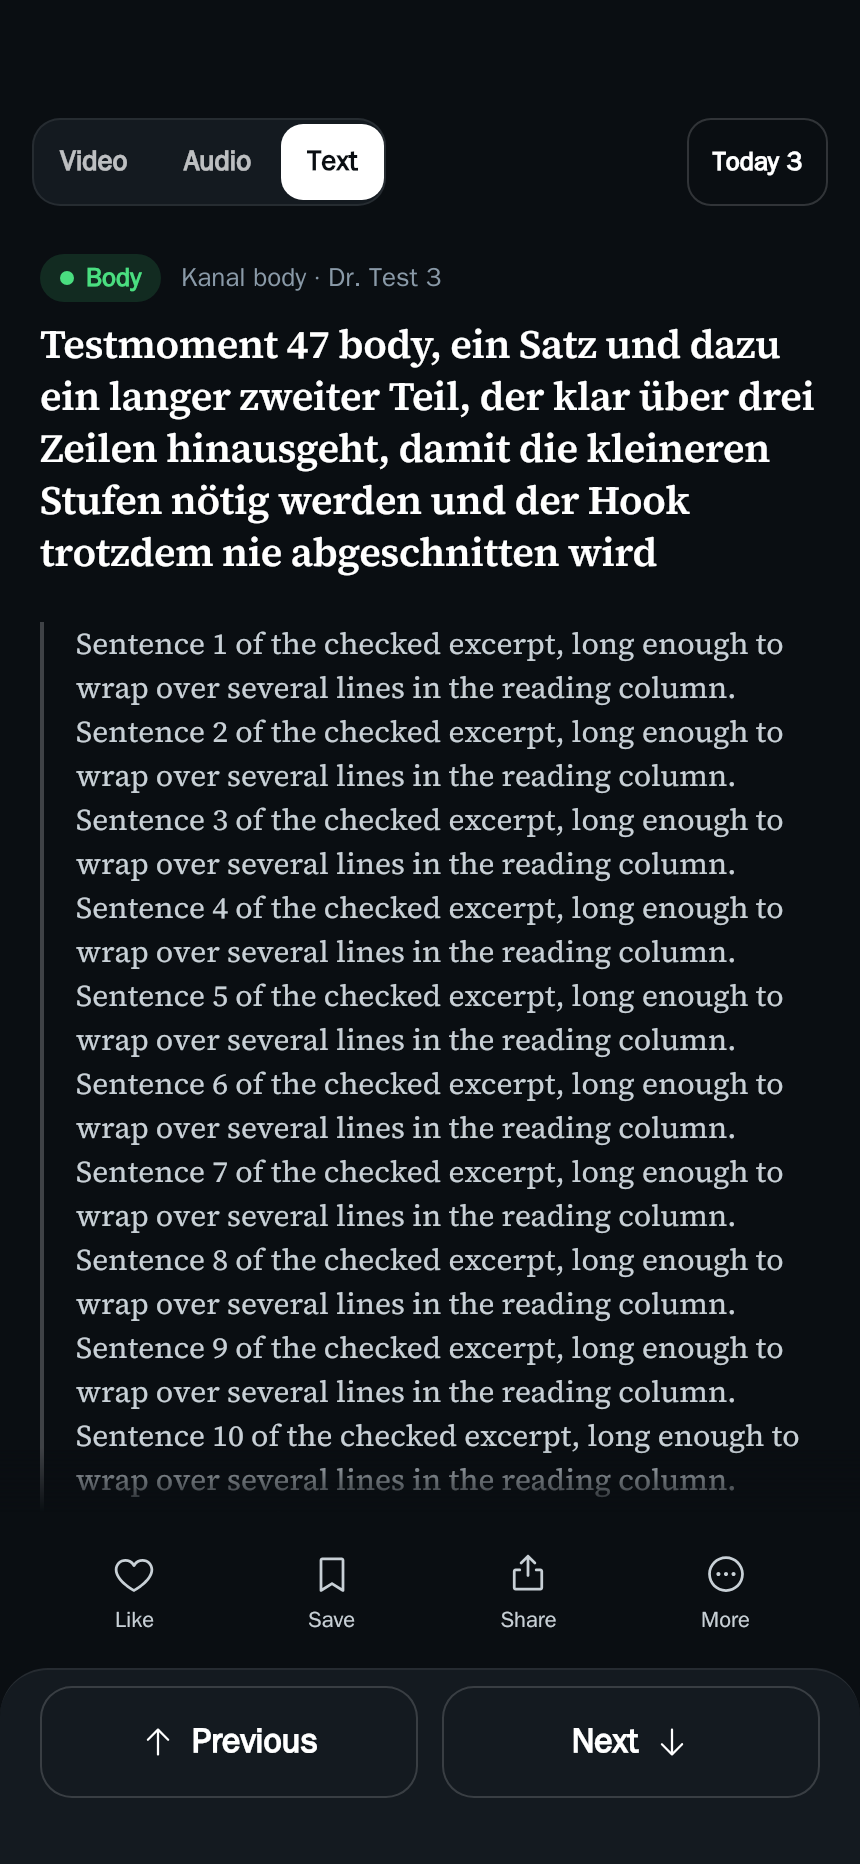 Video Audio Text Today 3
Body Kanal body · Dr. Test 3
Testmoment 47 body, ein Satz und dazu
ein langer zweiter Teil, der klar über drei
Zeilen hinausgeht, damit die kleineren
Stufen nötig werden und der Hook
trotzdem nie abgeschnitten wird
Sentence 1 of the checked excerpt, long enough to
wrap over several lines in the reading column.
Sentence 2 of the checked excerpt, long enough to
wrap over several lines in the reading column.
Sentence 3 of the checked excerpt, long enough to
wrap over several lines in the reading column.
Sentence 4 of the checked excerpt, long enough to
wrap over several lines in the reading column.
Sentence 5 of the checked excerpt, long enough to
wrap over several lines in the reading column.
Sentence 6 of the checked excerpt, long enough to
wrap over several lines in the reading column.
Sentence 7 of the checked excerpt, long enough to
wrap over several lines in the reading column.
Sentence 8 of the checked excerpt, long enough to
wrap over several lines in the reading column.
Sentence 9 of the checked excerpt, long enough to
wrap over several lines in the reading column.
Sentence 10 of the checked excerpt, long enough to
wrap over several lines in the reading column.
Like Save Share More
Previous Next